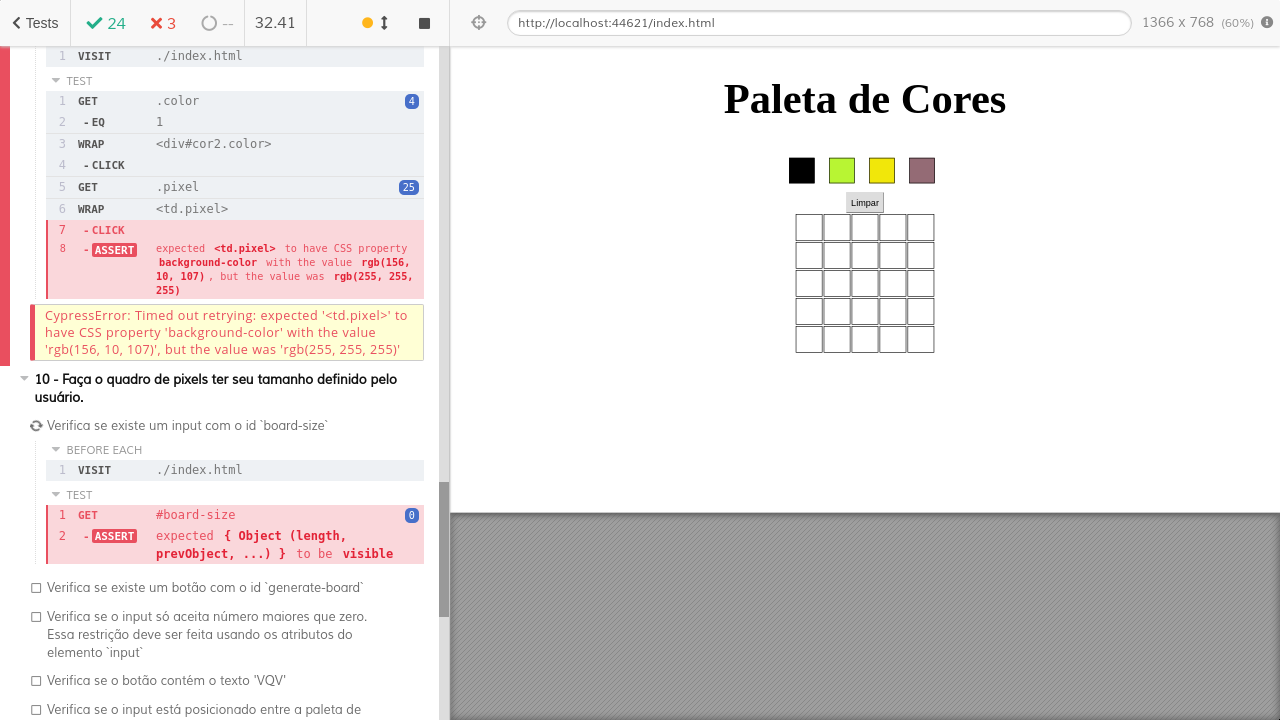 Tests 24 3 -- 32.41
http://localhost:44621/index.html 1366 x 768 (60%)
1 VISIT ./index.html
TEST
1 GET .color 4
2 -EQ 1
3 WRAP <div#cor2.color>
4 -CLICK
5 GET .pixel 25
6 WRAP <td.pixel>
7 -CLICK
8 -ASSERT expected <td.pixel> to have CSS property
background-color with the value rgb(156,
10, 107), but the value was rgb(255, 255,
255)
CypressError: Timed out retrying: expected '<td.pixel>' to
have CSS property 'background-color' with the value
'rgb(156, 10, 107)', but the value was 'rgb(255, 255, 255)'
10 - Faça o quadro de pixels ter seu tamanho definido pelo
usuário.
Verifica se existe um input com o id `board-size`
BEFORE EACH
1 VISIT ./index.html
TEST
1 GET #board-size 0
2 -ASSERT expected { Object (length,
prevObject, ...) } to be visible
Verifica se existe um botão com o id `generate-board`
Verifica se o input só aceita número maiores que zero.
Essa restrição deve ser feita usando os atributos do
elemento `input`
Verifica se o botão contém o texto 'VQV'
Verifica se o input está posicionado entre a paleta de
Paleta de Cores
Limpar